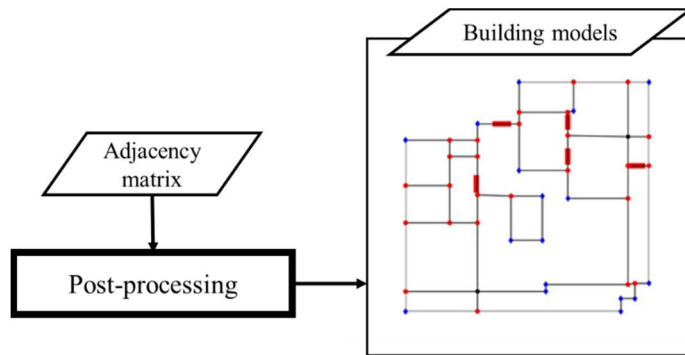 Building models
Adjacency
matrix
Post-processing